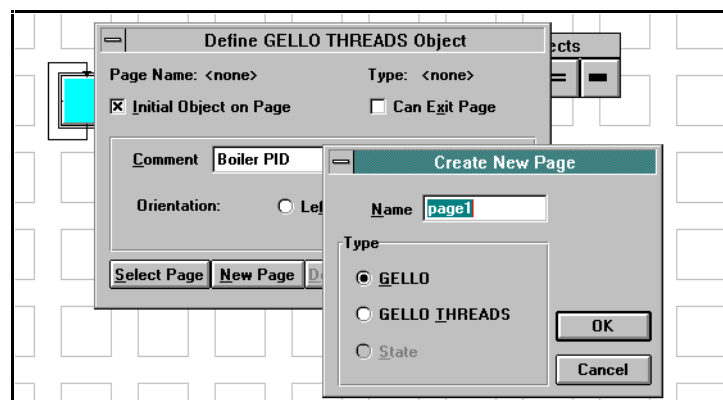 Define GELLO THREADS Object
Page Name: <none> Type: <none>
Initial Object on Page Can Exit Page
Comment Boiler PID
Orientation:
Select Page New Page
Create New Page
Name page1
Type
GELLO
GELLO THREADS
State
OK
Cancel